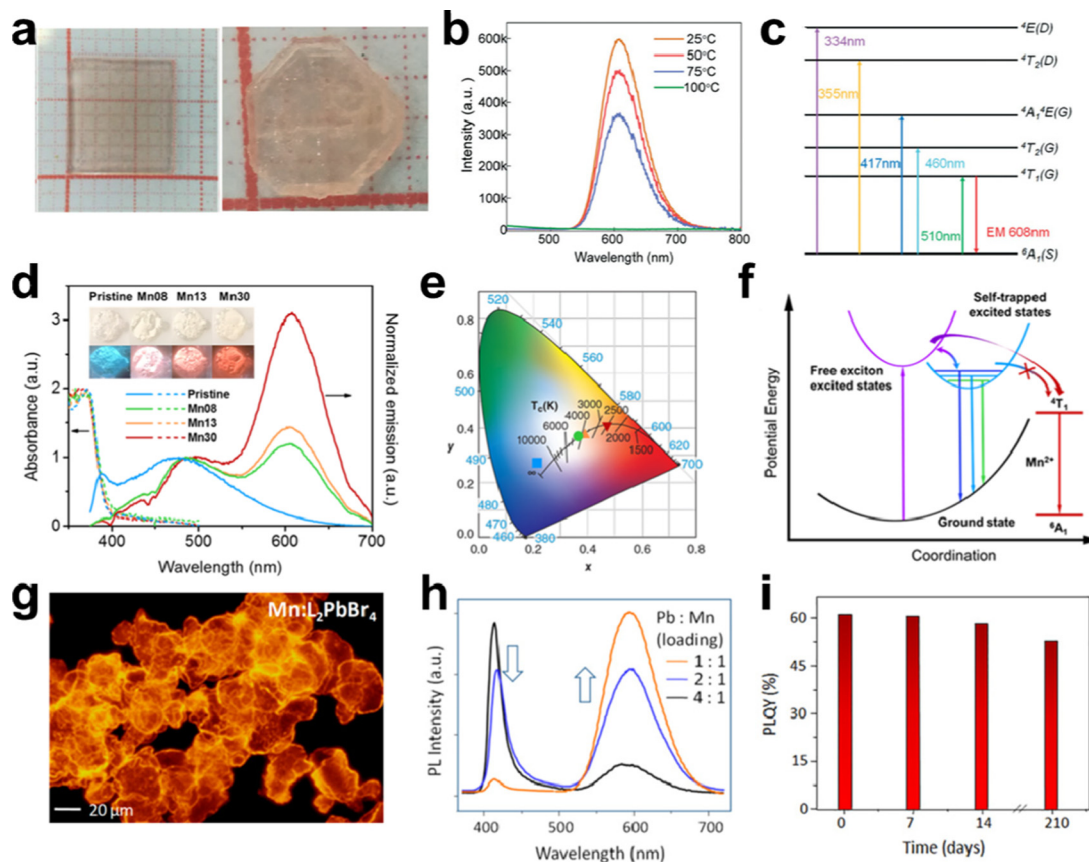 a
b
600k
500k
400k
300k
200k
100k
0
Intensity (a.u.)
25°C
50°C
75°C
100°C
500
600
700
800
Wavelength (nm)
c
⁴E(D)
334nm
⁴T₂(D)
355nm
⁴A₁⁴E(G)
417nm
⁴T₂(G)
460nm
⁴T₁(G)
510nm
EM 608nm
⁶A₁(S)
d
Pristine Mn08 Mn13 Mn30
Pristine
Mn08
Mn13
Mn30
3
2
1
0
Absorbance (a.u.)
Normalized emission (a.u.)
350 400 500 600 700
Wavelength (nm)
e
520
540
560
580
600
620
700
500
490
480
470
460
380
T_c(K)
10000
6000
4000
3000
2500
2000
1500
∞
0.8
0.6
0.4
0.2
0.0
y
0.0 0.2 0.4 0.6 0.8
x
f
Self-trapped
excited states
Free exciton
excited states
⁴T₁
Mn²⁺
⁶A₁
Ground state
Potential Energy
Coordination
g
Mn:L₂PbBr₄
20 μm
h
Pb : Mn
(loading)
1 : 1
2 : 1
4 : 1
PL Intensity (a.u.)
400 500 600 700
Wavelength (nm)
i
60
45
30
15
0
PLQY (%)
0 7 14 210
Time (days)